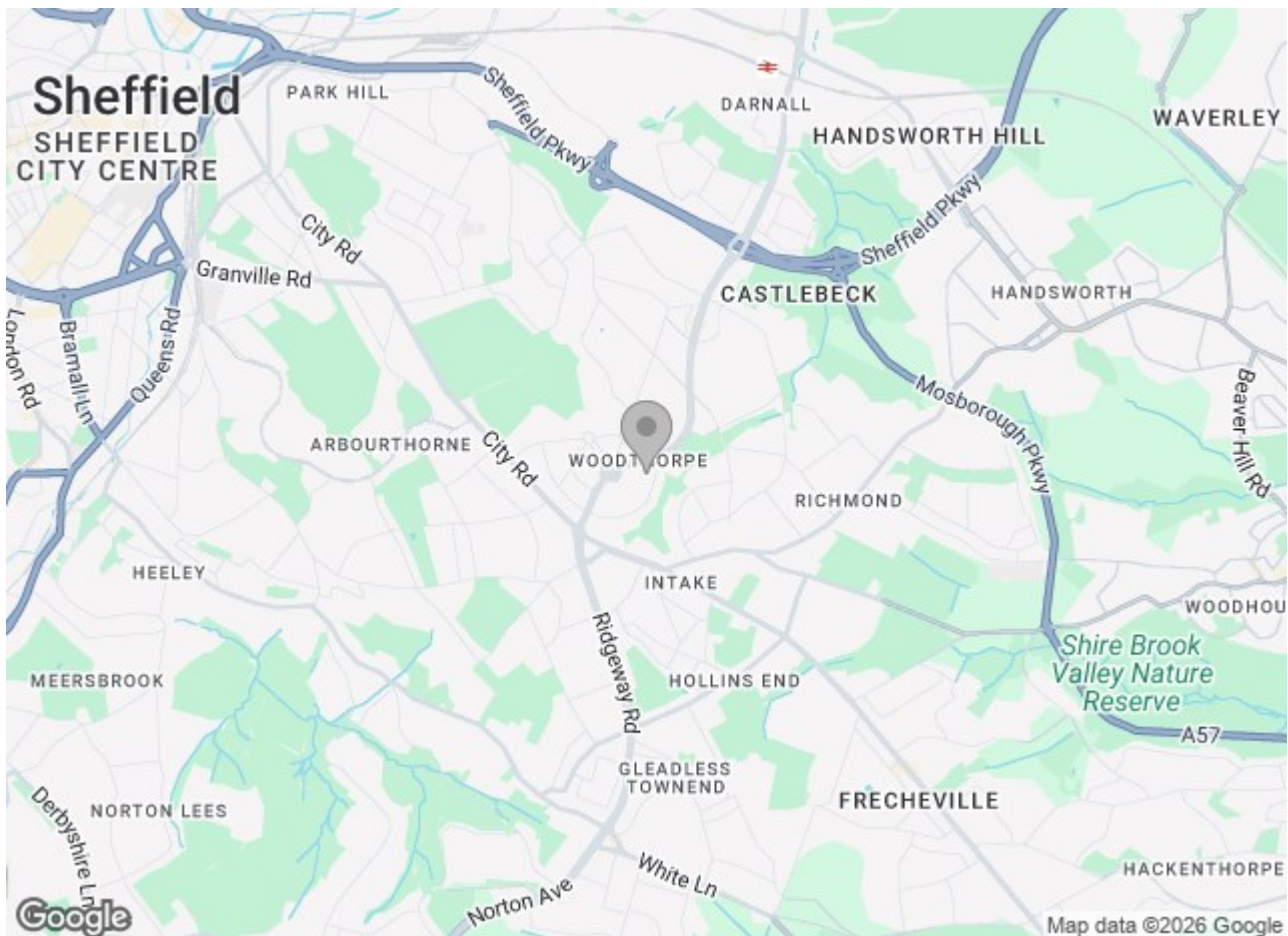 Sheffield
SHEFFIELD
CITY CENTRE
PARK HILL
Sheffield Pkwy
DARNALL
HANDSWORTH HILL
WAVERLEY
City Rd
Granville Rd
Sheffield Pkwy
CASTLEBECK
HANDSWORTH
London Rd
Bramall Ln
Queens Rd
Mosborough Pkwy
Beaver Hill Rd
ARBOURTHORNE
City Rd
WOODTHORPE
RICHMOND
HEELEY
INTAKE
WOODHOU
Ridgeway Rd
Shire Brook
Valley Nature
Reserve
MEERSBROOK
HOLLINS END
A57
GLEADLESS
TOWNEND
Derbyshire Ln
NORTON LEES
FRECHEVILLE
White Ln
HACKENTHORPE
Norton Ave
Google
Map data ©2026 Google